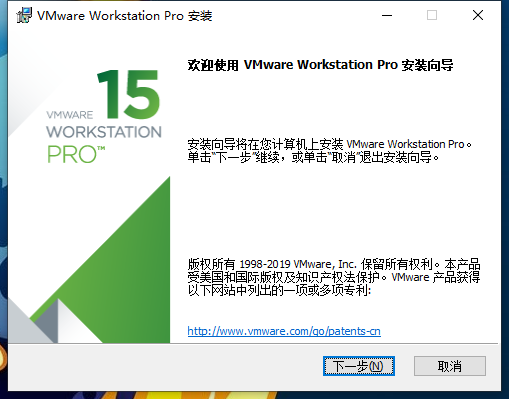 VMware Workstation Pro 安装
15
VMWARE
WORKSTATION
PRO™
欢迎使用 VMware Workstation Pro 安装向导
安装向导将在您计算机上安装 VMware Workstation Pro。
单击“下一步”继续，或单击“取消”退出安装向导。
版权所有 1998-2019 VMware, Inc. 保留所有权利。本产品
受美国和国际版权及知识产权法保护。VMware 产品获得
以下网站中列出的一项或多项专利:
http://www.vmware.com/go/patents-cn
下一步(N)
取消